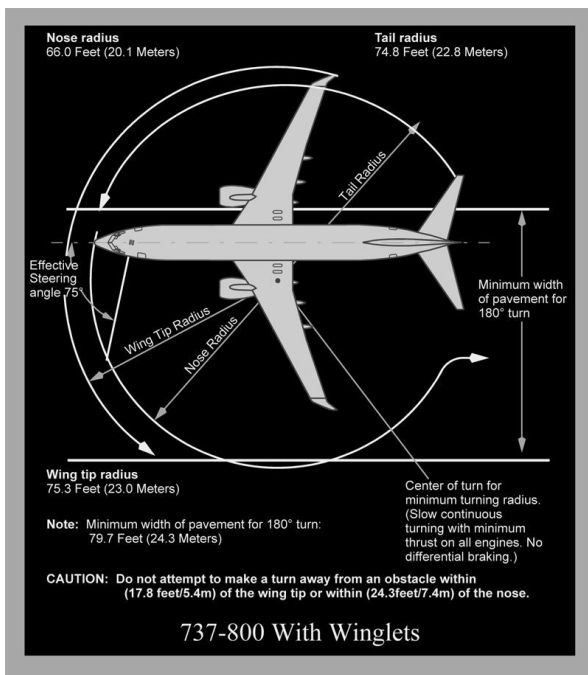 Nose radius
66.0 Feet (20.1 Meters)
Tail radius
74.8 Feet (22.8 Meters)
Tail Radius
Effective
Steering
angle 75°
Minimum width
of pavement for
180° turn
Wing Tip Radius
Nose Radius
Wing tip radius
75.3 Feet (23.0 Meters)
Center of turn for
minimum turning radius.
(Slow continuous
turning with minimum
thrust on all engines. No
differential braking.)
Note: Minimum width of pavement for 180° turn:
79.7 Feet (24.3 Meters)
CAUTION: Do not attempt to make a turn away from an obstacle within
(17.8 feet/5.4m) of the wing tip or within (24.3feet/7.4m) of the nose.
737-800 With Winglets